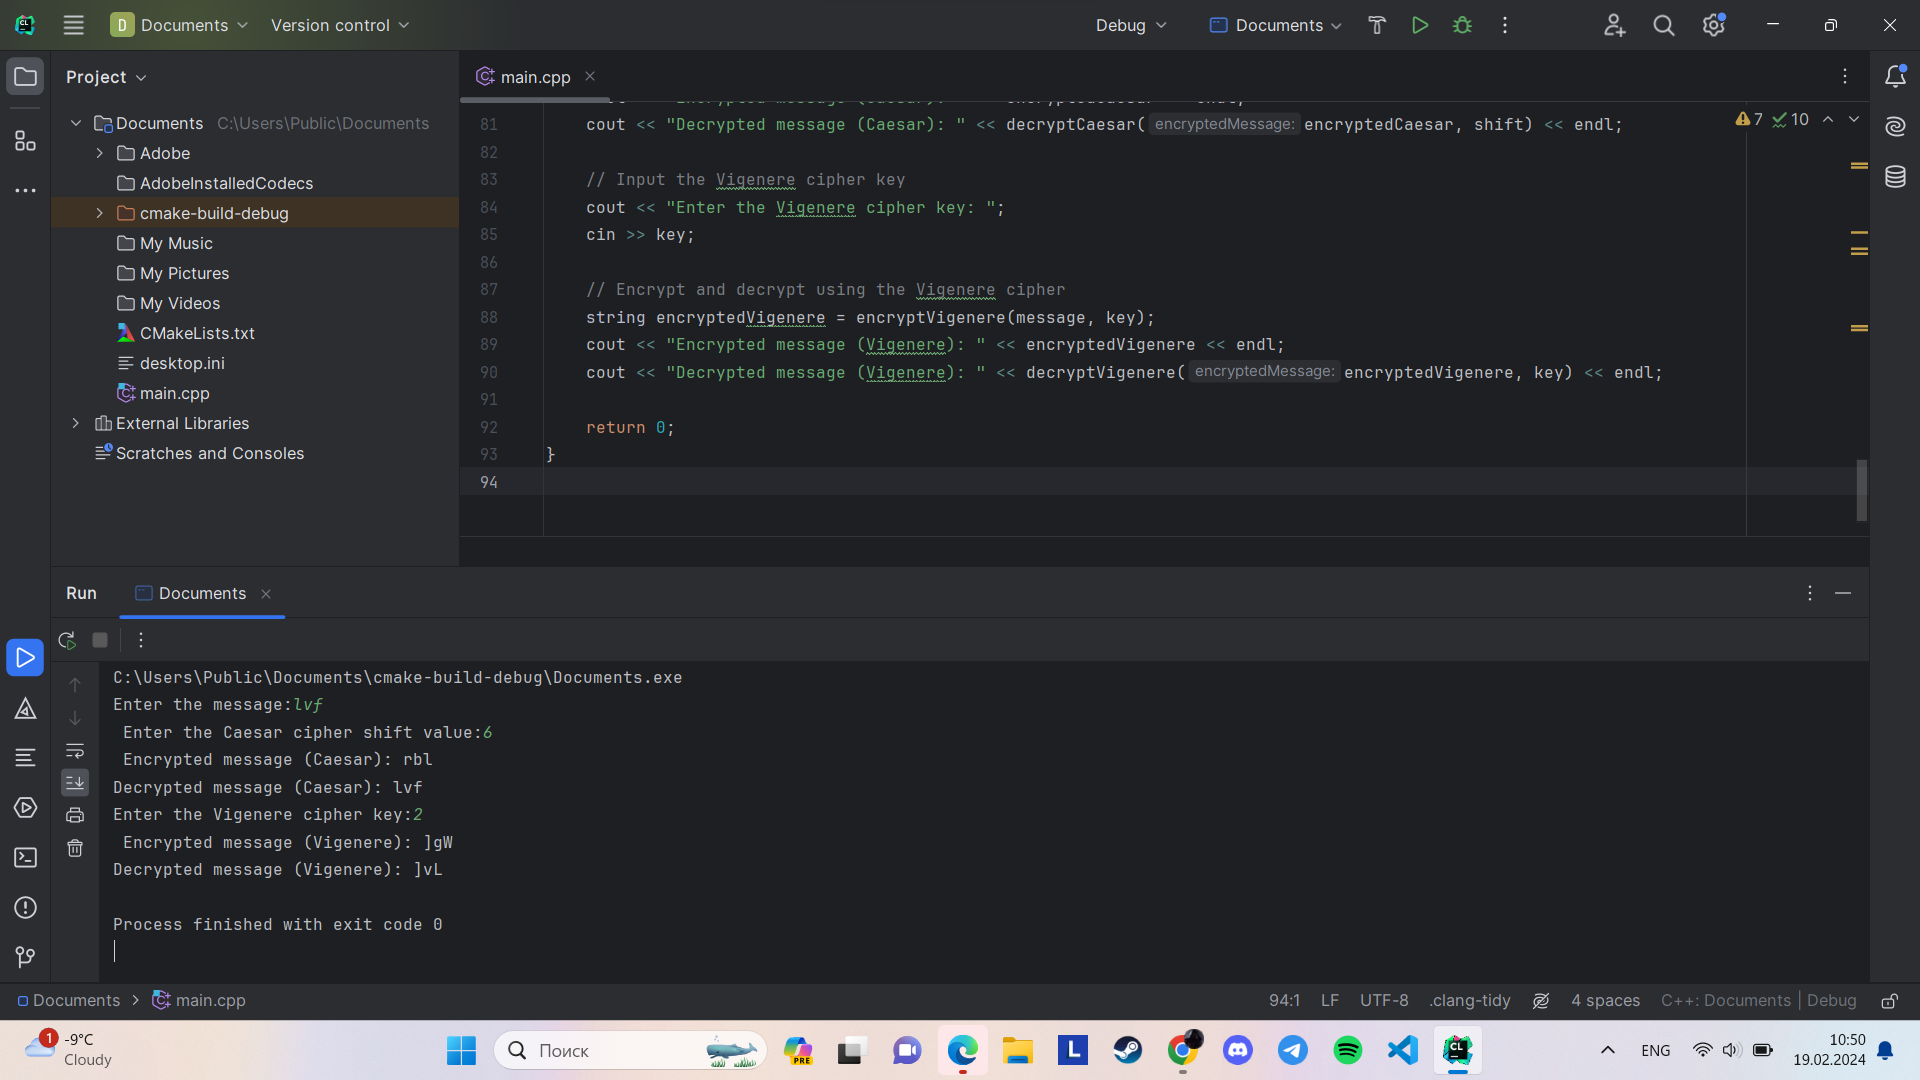 D Documents Version control Debug Documents
Project
main.cpp
Documents C:\Users\Public\Documents
Adobe
AdobeInstalledCodecs
cmake-build-debug
My Music
My Pictures
My Videos
CMakeLists.txt
desktop.ini
main.cpp
External Libraries
Scratches and Consoles
7 10
81 cout << "Decrypted message (Caesar): " << decryptCaesar( encryptedMessage: encryptedCaesar, shift) << endl;
82
83 // Input the Vigenere cipher key
84 cout << "Enter the Vigenere cipher key: ";
85 cin >> key;
86
87 // Encrypt and decrypt using the Vigenere cipher
88 string encryptedVigenere = encryptVigenere(message, key);
89 cout << "Encrypted message (Vigenere): " << encryptedVigenere << endl;
90 cout << "Decrypted message (Vigenere): " << decryptVigenere( encryptedMessage: encryptedVigenere, key) << endl;
91
92 return 0;
93 }
94
Run Documents
C:\Users\Public\Documents\cmake-build-debug\Documents.exe
Enter the message:lvf
Enter the Caesar cipher shift value:6
Encrypted message (Caesar): rbl
Decrypted message (Caesar): lvf
Enter the Vigenere cipher key:2
Encrypted message (Vigenere): ]gW
Decrypted message (Vigenere): ]vL
Process finished with exit code 0
Documents > main.cpp
94:1 LF UTF-8 .clang-tidy 4 spaces C++: Documents | Debug
1
-9°C
Cloudy
Поиск
PRE
L
CL
ENG
10:50
19.02.2024